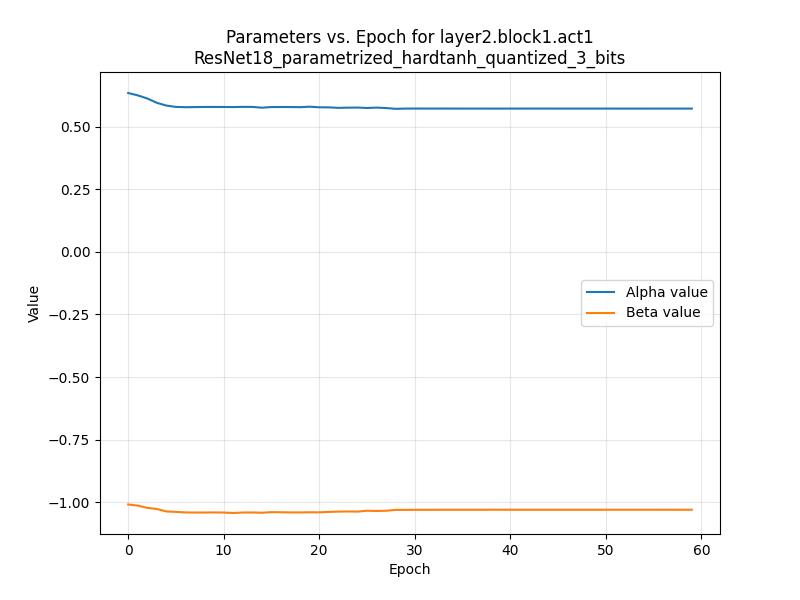 Parameters vs. Epoch for layer2.block1.act1
ResNet18_parametrized_hardtanh_quantized_3_bits
0.50
0.25
0.00
−0.25
−0.50
−0.75
−1.00
Value
Alpha value
Beta value
0 10 20 30 40 50 60
Epoch